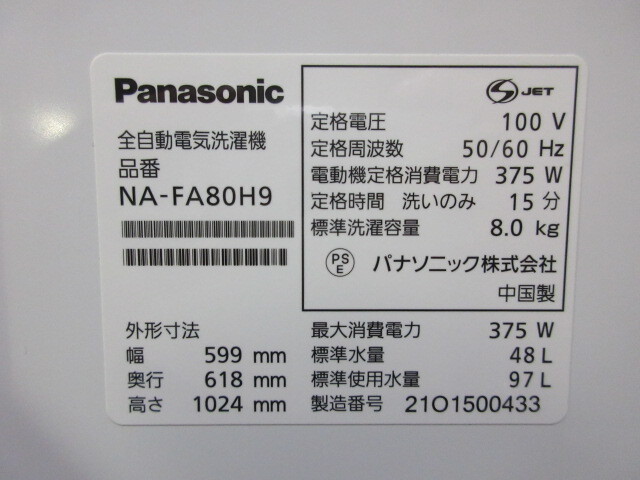 Panasonic
全自動電気洗濯機
品番
NA-FA80H9
外形寸法
幅 599 mm
奥行 618 mm
高さ 1024 mm
S JET
定格電圧 100 V
定格周波数 50/60 Hz
電動機定格消費電力 375 W
定格時間 洗いのみ 15 分
標準洗濯容量 8.0 kg
PS
E
パナソニック株式会社
中国製
最大消費電力 375 W
標準水量 48 L
標準使用水量 97 L
製造番号 21O1500433